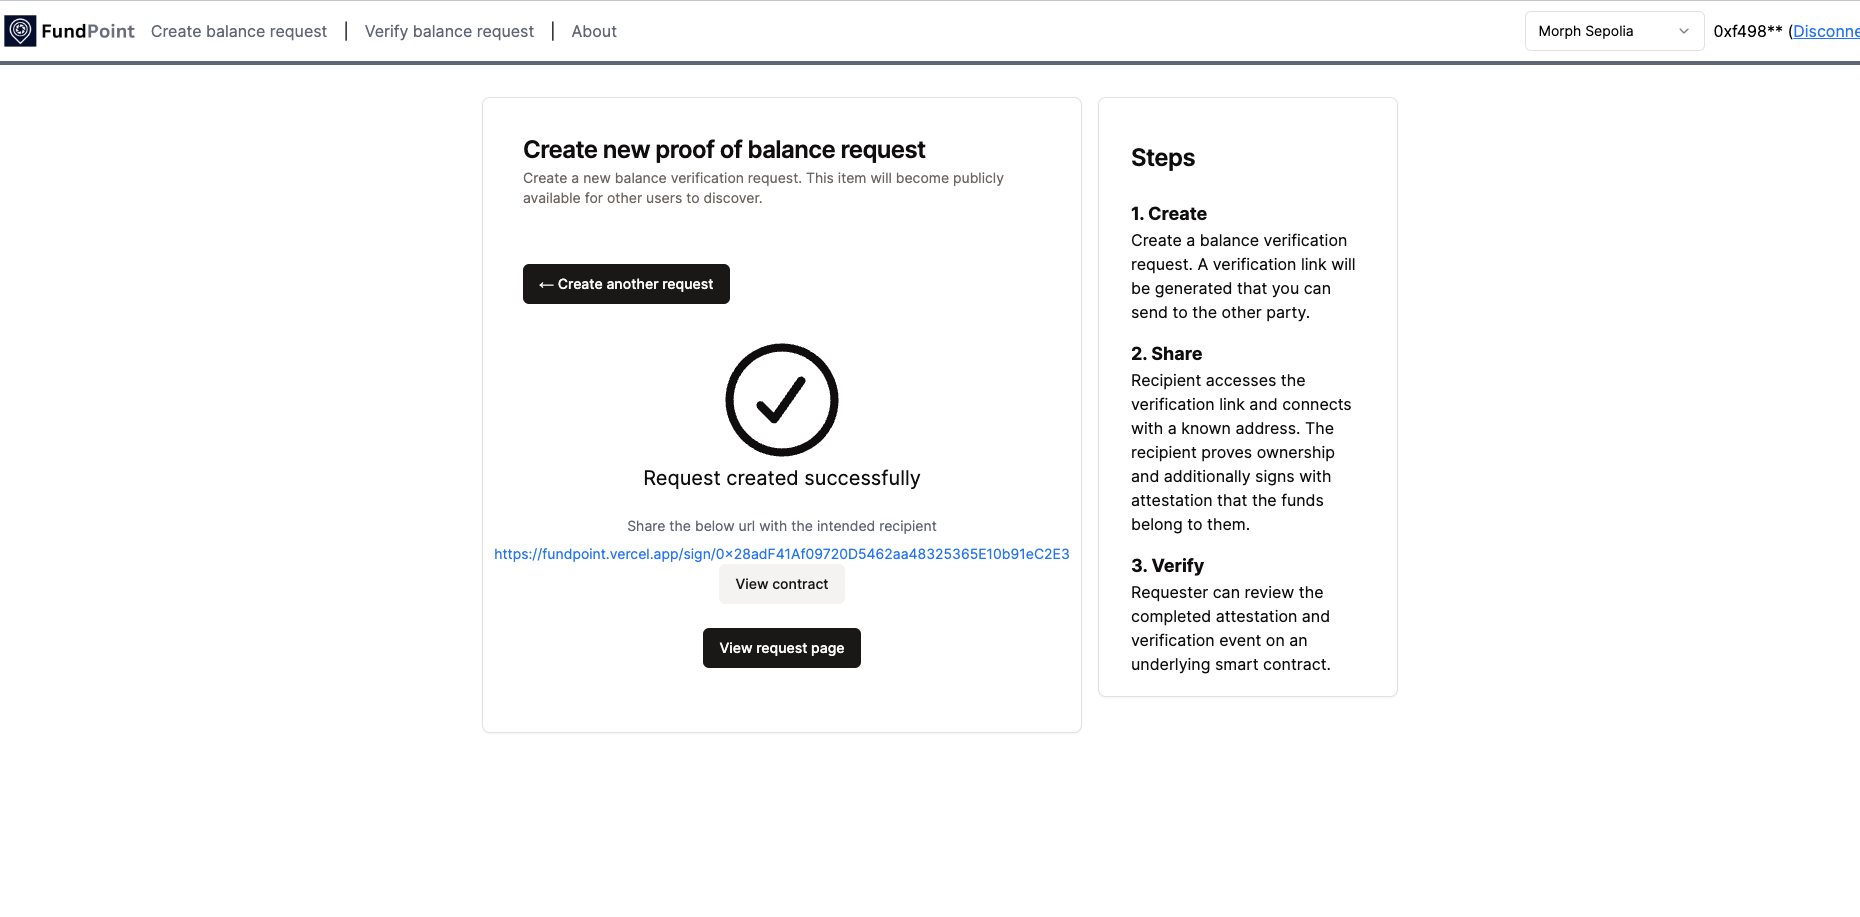 FundPoint Create balance request | Verify balance request | About Morph Sepolia 0xf498** (Disconne
Create new proof of balance request
Create a new balance verification request. This item will become publicly
available for other users to discover.
← Create another request
Request created successfully
Share the below url with the intended recipient
https://fundpoint.vercel.app/sign/0×28adF41Af09720D5462aa48325365E10b91eC2E3
View contract
View request page
Steps
1. Create
Create a balance verification
request. A verification link will
be generated that you can
send to the other party.
2. Share
Recipient accesses the
verification link and connects
with a known address. The
recipient proves ownership
and additionally signs with
attestation that the funds
belong to them.
3. Verify
Requester can review the
completed attestation and
verification event on an
underlying smart contract.